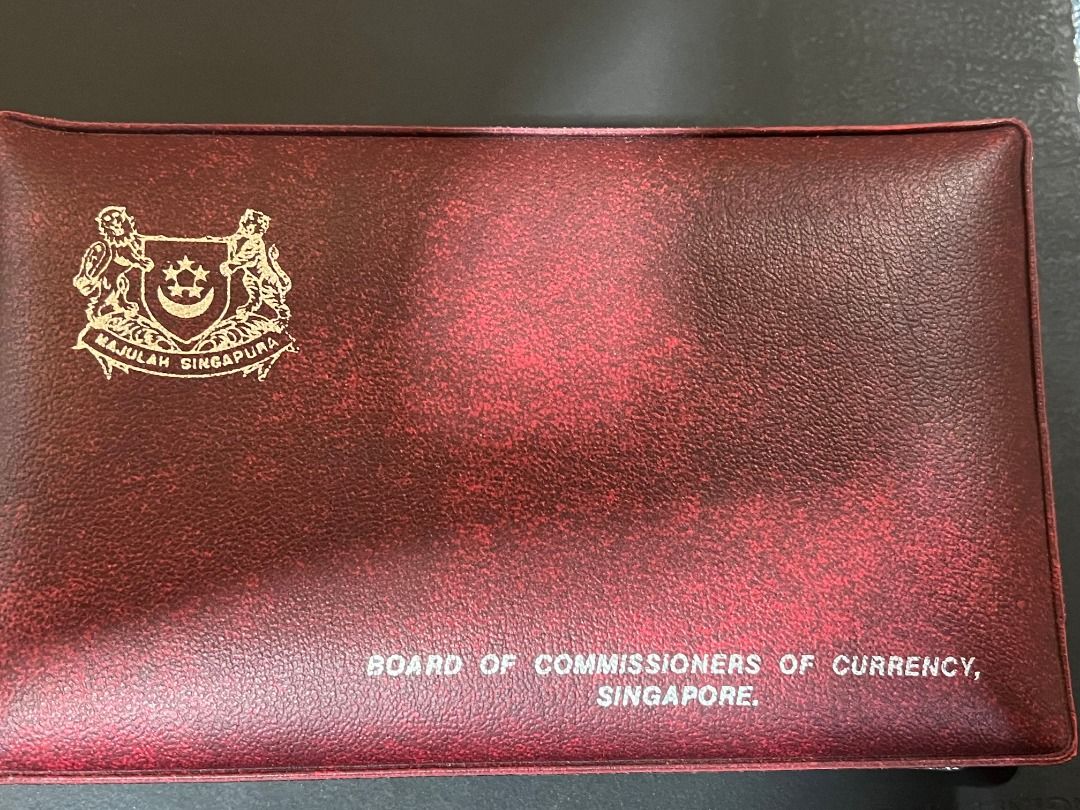 MAJULAH SINGAPURA
BOARD OF COMMISSIONERS OF CURRENCY,
SINGAPORE.